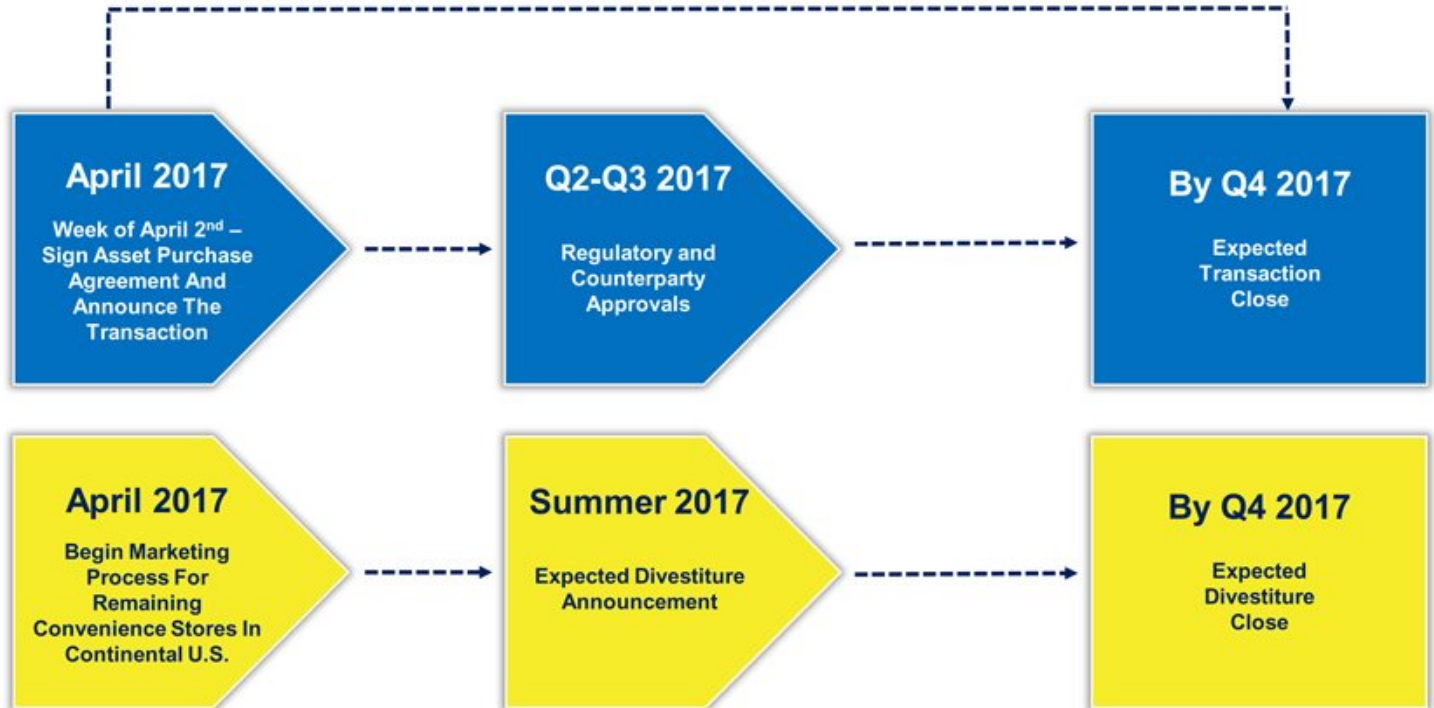 April 2017
Week of April 2nd –
Sign Asset Purchase
Agreement And
Announce The
Transaction
Q2-Q3 2017
Regulatory and
Counterparty
Approvals
By Q4 2017
Expected
Transaction
Close
April 2017
Begin Marketing
Process For
Remaining
Convenience Stores In
Continental U.S.
Summer 2017
Expected Divestiture
Announcement
By Q4 2017
Expected
Divestiture
Close